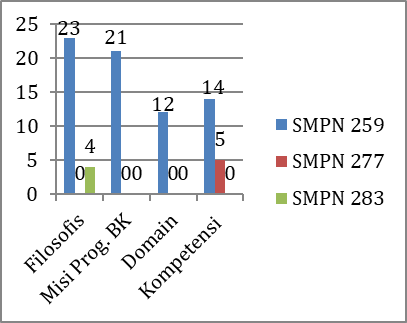 25
20
15
10
5
0
23
0
4
21
00
12
00
14
5
0
Filosofis
Misi Prog. BK
Domain
Kompetensi
SMPN 259
SMPN 277
SMPN 283